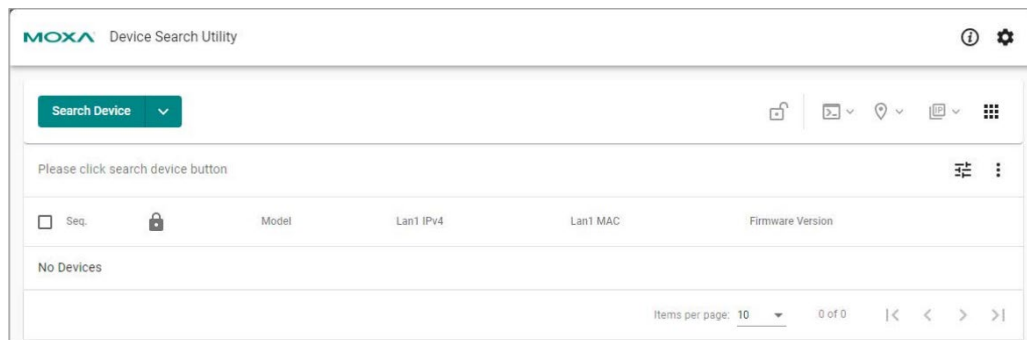 MOXA Device Search Utility
Search Device
IP
Please click search device button
Seq. Model Lan1 IPv4 Lan1 MAC Firmware Version
No Devices
Items per page: 10 0 of 0